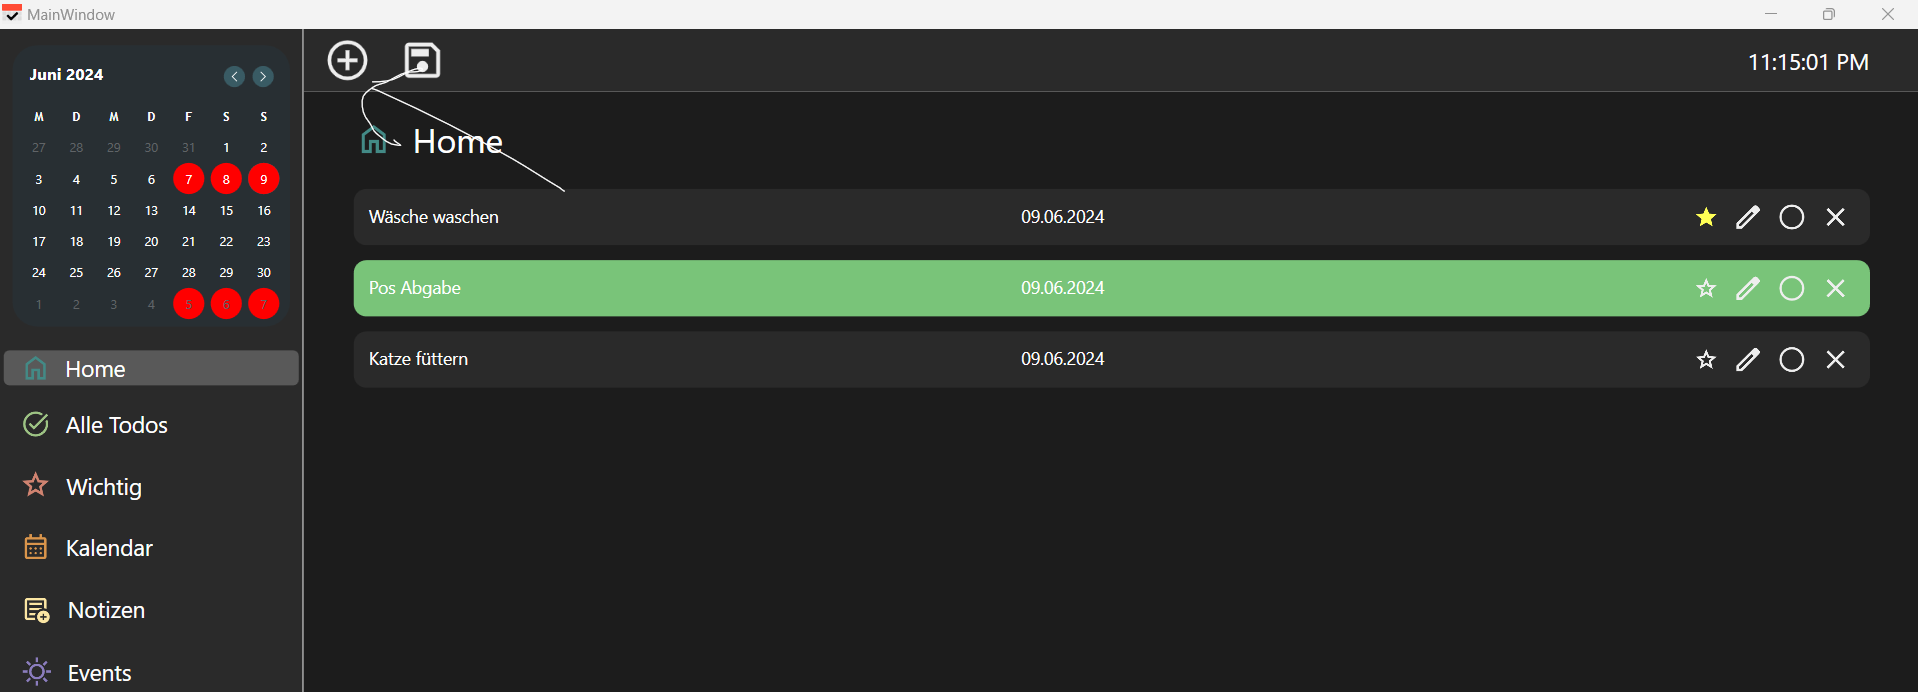 MainWindow
Juni 2024
M D M D F S S
27 28 29 30 31 1 2
3 4 5 6 7 8 9
10 11 12 13 14 15 16
17 18 19 20 21 22 23
24 25 26 27 28 29 30
1 2 3 4 5 6 7
Home
Alle Todos
Wichtig
Kalendar
Notizen
Events
11:15:01 PM
Home
Wäsche waschen 09.06.2024
Pos Abgabe 09.06.2024
Katze füttern 09.06.2024